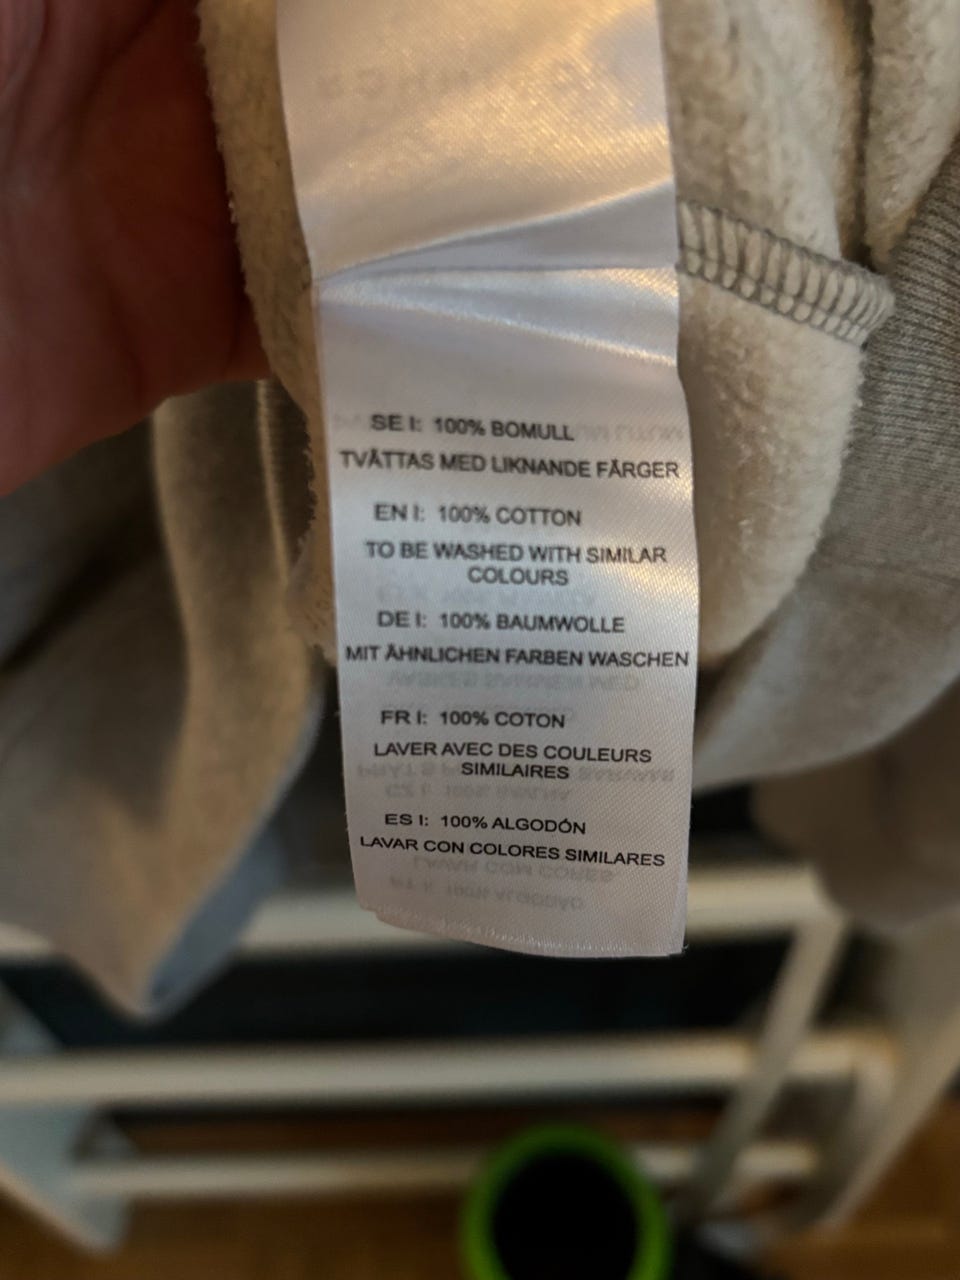 SE I: 100% BOMULL
TVÄTTAS MED LIKNANDE FÄRGER
EN I: 100% COTTON
TO BE WASHED WITH SIMILAR
COLOURS
DE I: 100% BAUMWOLLE
MIT ÄHNLICHEN FARBEN WASCHEN
FR I: 100% COTON
LAVER AVEC DES COULEURS
SIMILAIRES
ES I: 100% ALGODÓN
LAVAR CON COLORES SIMILARES